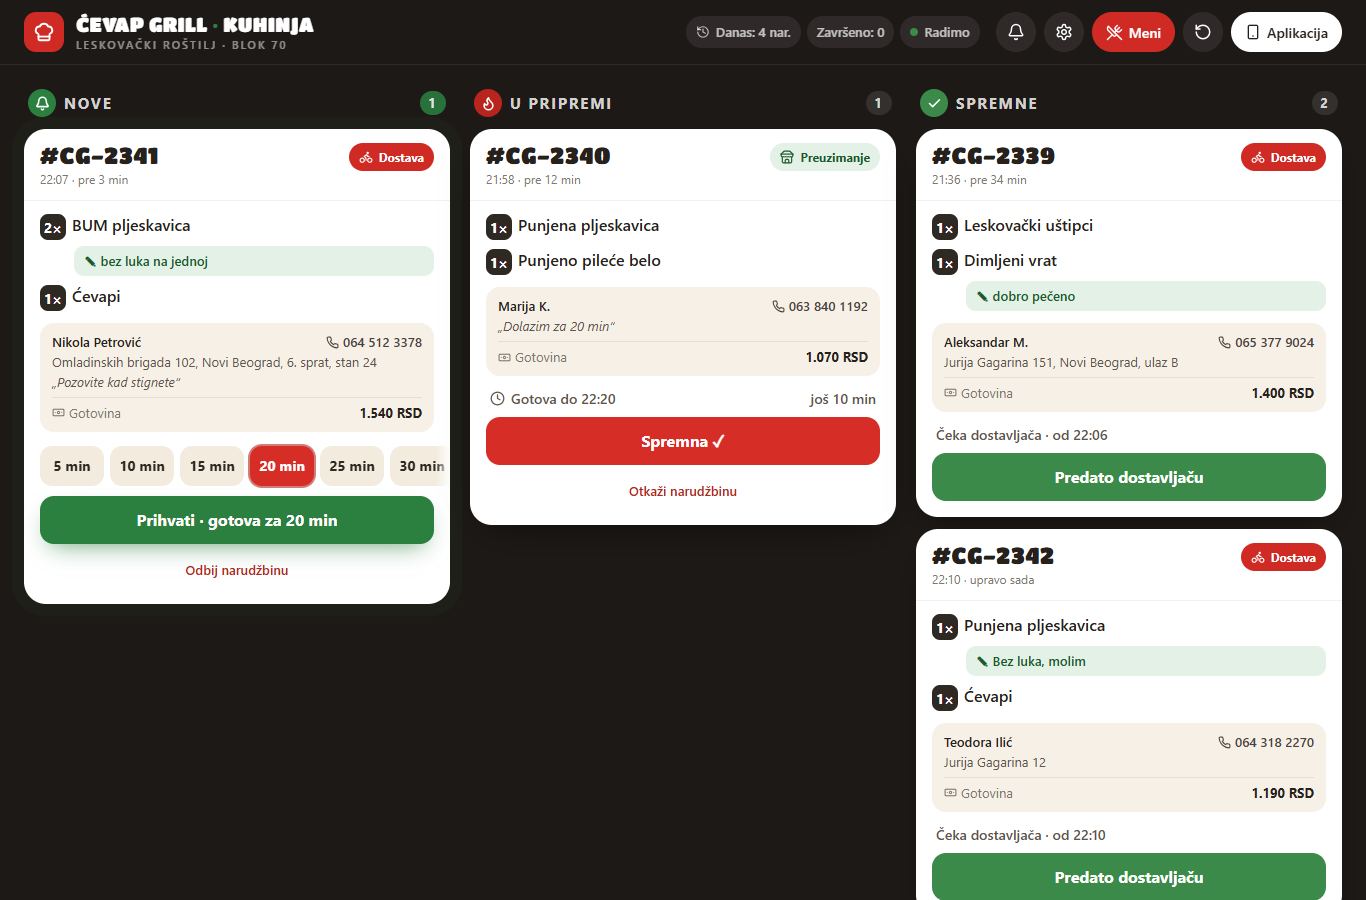 ĆEVAP GRILL · KUHINJA
LESKOVAČKI ROŠTILJ · BLOK 70
Danas: 4 nar.
Završeno: 0
Radimo
Meni
Aplikacija
NOVE
1
#CG-2341
Dostava
22:07 · pre 3 min
2× BUM pljeskavica
bez luka na jednoj
1× Ćevapi
Nikola Petrović
064 512 3378
Omladinskih brigada 102, Novi Beograd, 6. sprat, stan 24
„Pozovite kad stignete“
Gotovina
1.540 RSD
5 min
10 min
15 min
20 min
25 min
30 min
Prihvati · gotova za 20 min
Odbij narudžbinu
U PRIPREMI
1
#CG-2340
Preuzimanje
21:58 · pre 12 min
1× Punjena pljeskavica
1× Punjeno pileće belo
Marija K.
063 840 1192
„Dolazim za 20 min“
Gotovina
1.070 RSD
Gotova do 22:20
još 10 min
Spremna ✓
Otkaži narudžbinu
SPREMNE
2
#CG-2339
Dostava
21:36 · pre 34 min
1× Leskovački uštipci
1× Dimljeni vrat
dobro pečeno
Aleksandar M.
065 377 9024
Jurija Gagarina 151, Novi Beograd, ulaz B
Gotovina
1.400 RSD
Čeka dostavljača · od 22:06
Predato dostavljaču
#CG-2342
Dostava
22:10 · upravo sada
1× Punjena pljeskavica
Bez luka, molim
1× Ćevapi
Teodora Ilić
064 318 2270
Jurija Gagarina 12
Gotovina
1.190 RSD
Čeka dostavljača · od 22:10
Predato dostavljaču